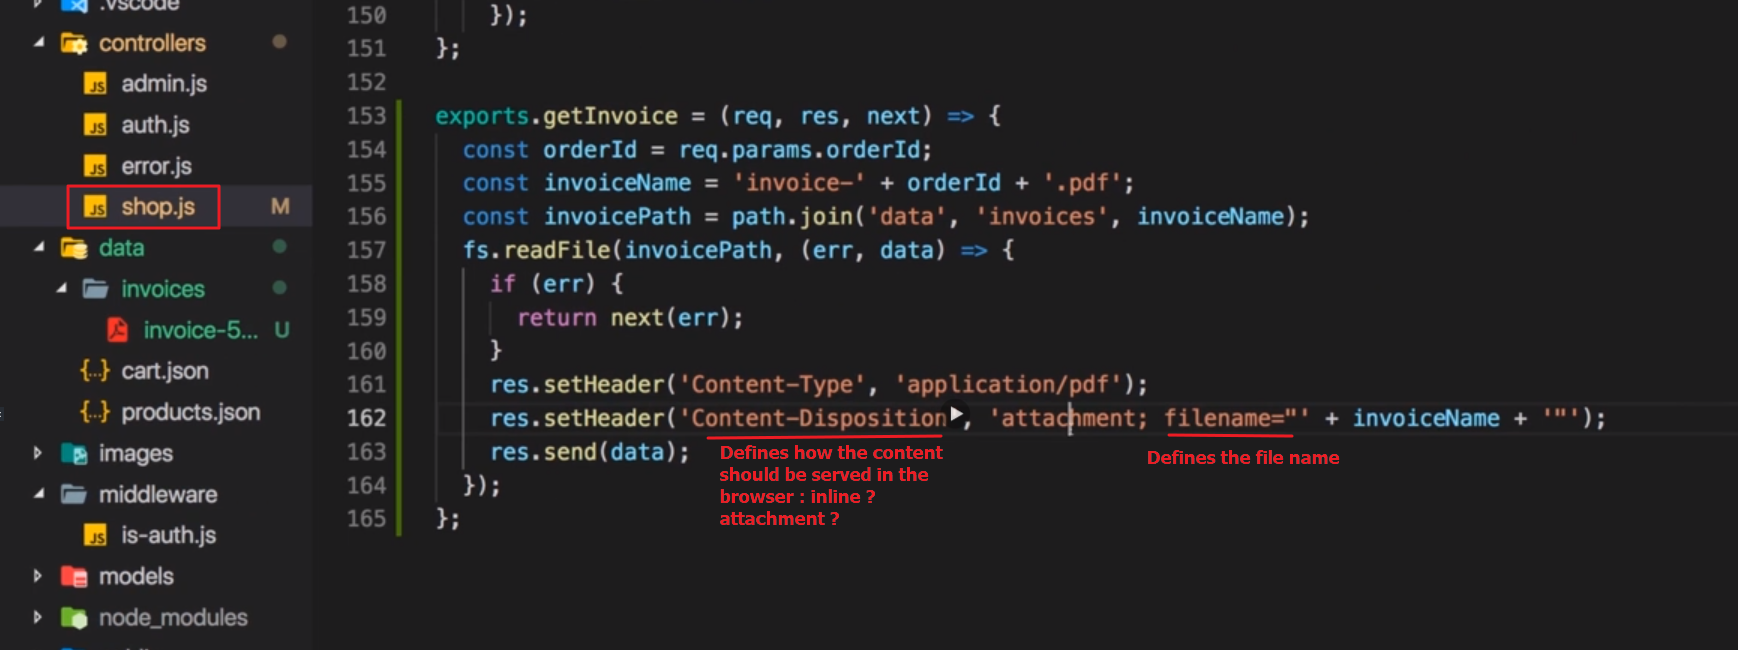 .vscode
controllers
admin.js
auth.js
error.js
shop.js M
data
invoices
invoice-5... U
{..} cart.json
{..} products.json
images
middleware
is-auth.js
models
node_modules
150 });
151 };
152
153 exports.getInvoice = (req, res, next) => {
154 const orderId = req.params.orderId;
155 const invoiceName = 'invoice-' + orderId + '.pdf';
156 const invoicePath = path.join('data', 'invoices', invoiceName);
157 fs.readFile(invoicePath, (err, data) => {
158 if (err) {
159 return next(err);
160 }
161 res.setHeader('Content-Type', 'application/pdf');
162 res.setHeader('Content-Disposition', 'attachment; filename="' + invoiceName + '"');
163 res.send(data);
164 });
165 };
Defines how the content
should be served in the
browser : inline ?
attachment ?
Defines the file name